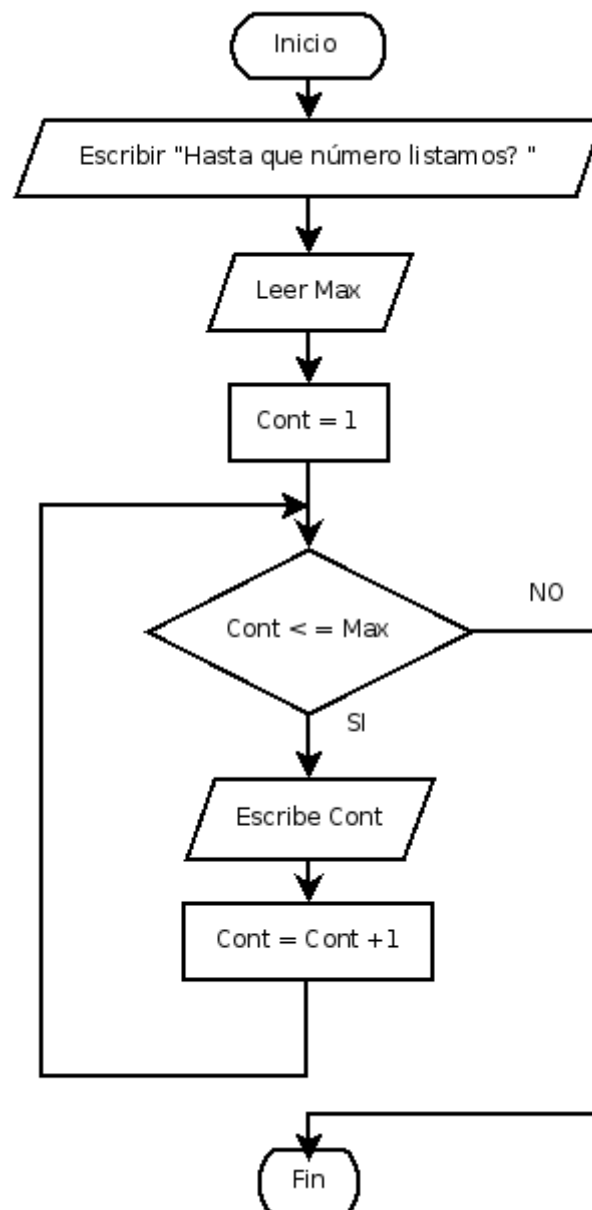 Inicio
Escribir "Hasta que número listamos? "
Leer Max
Cont = 1
Cont < = Max
NO
SI
Escribe Cont
Cont = Cont +1
Fin